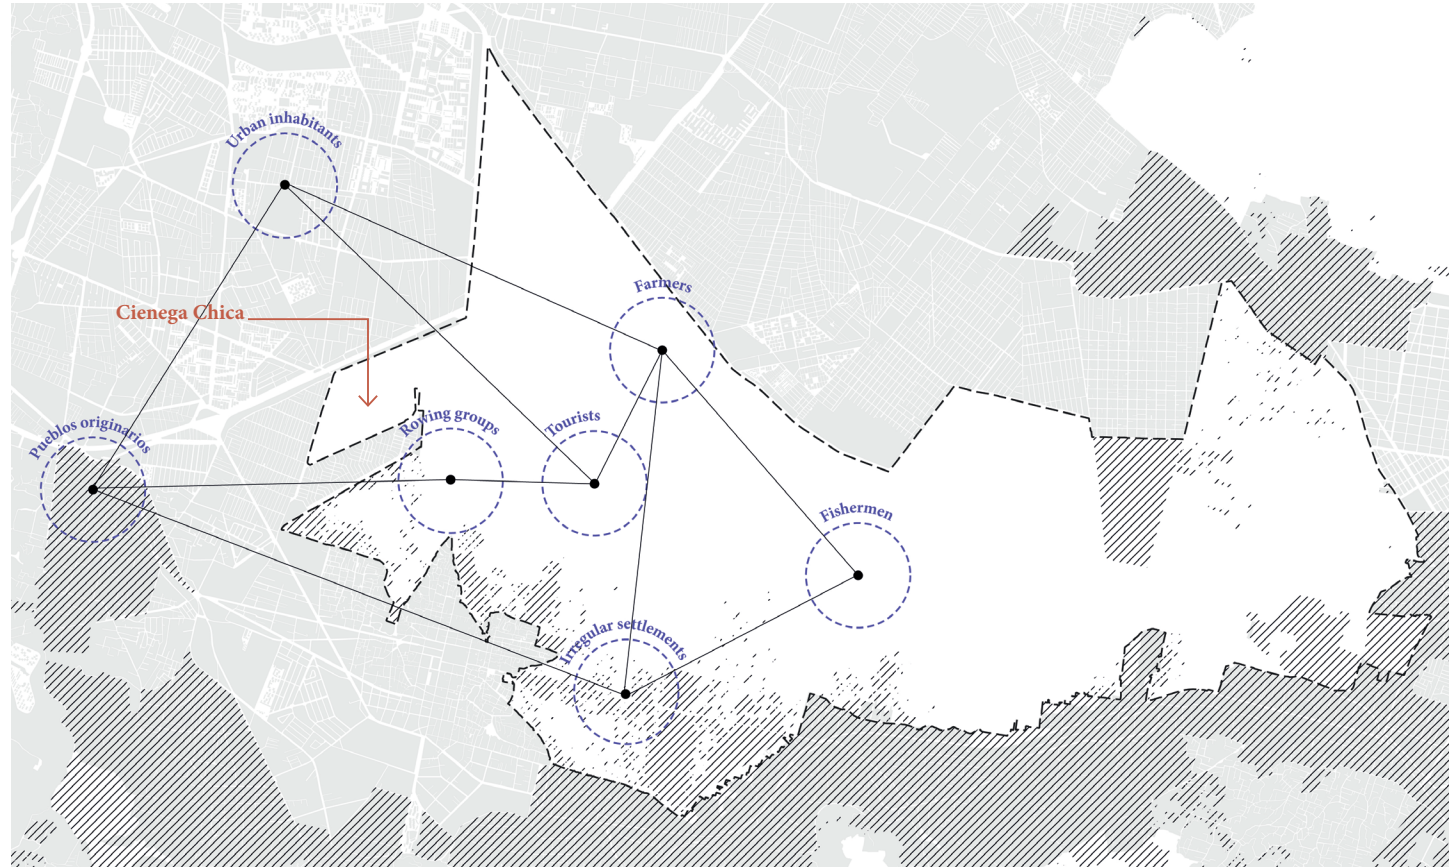 Urban inhabitants
Farmers
Cienega Chica
Pueblos originarios
Rowing groups
Tourists
Fishermen
Irregular settlements